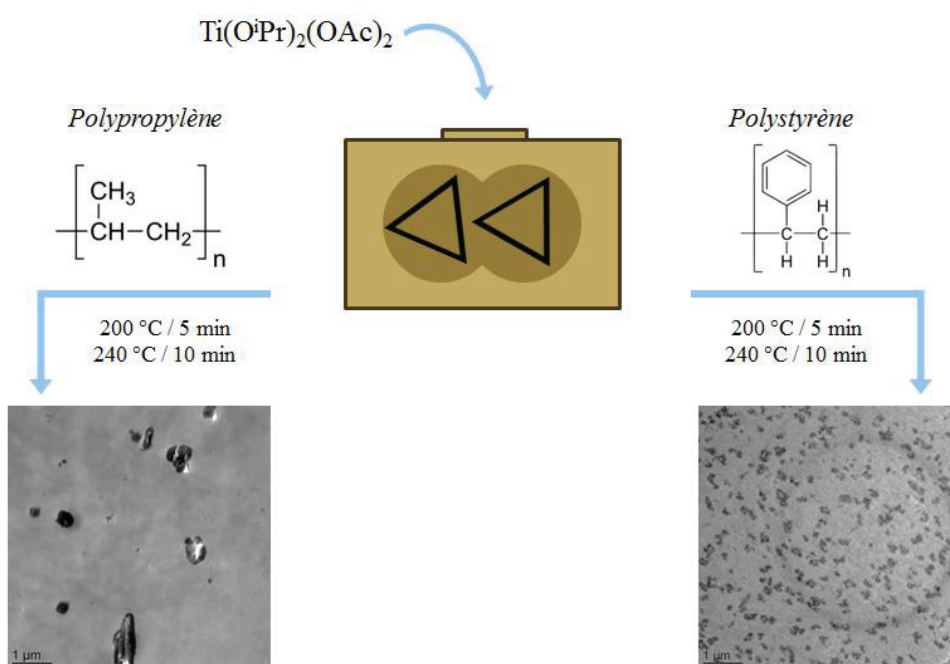 Ti(OⁱPr)₂(OAc)₂
Polypropylène
CH₃
CH—CH₂
n
200 °C / 5 min
240 °C / 10 min
1 µm
Polystyrène
H
C C
H H
n
200 °C / 5 min
240 °C / 10 min
1 µm